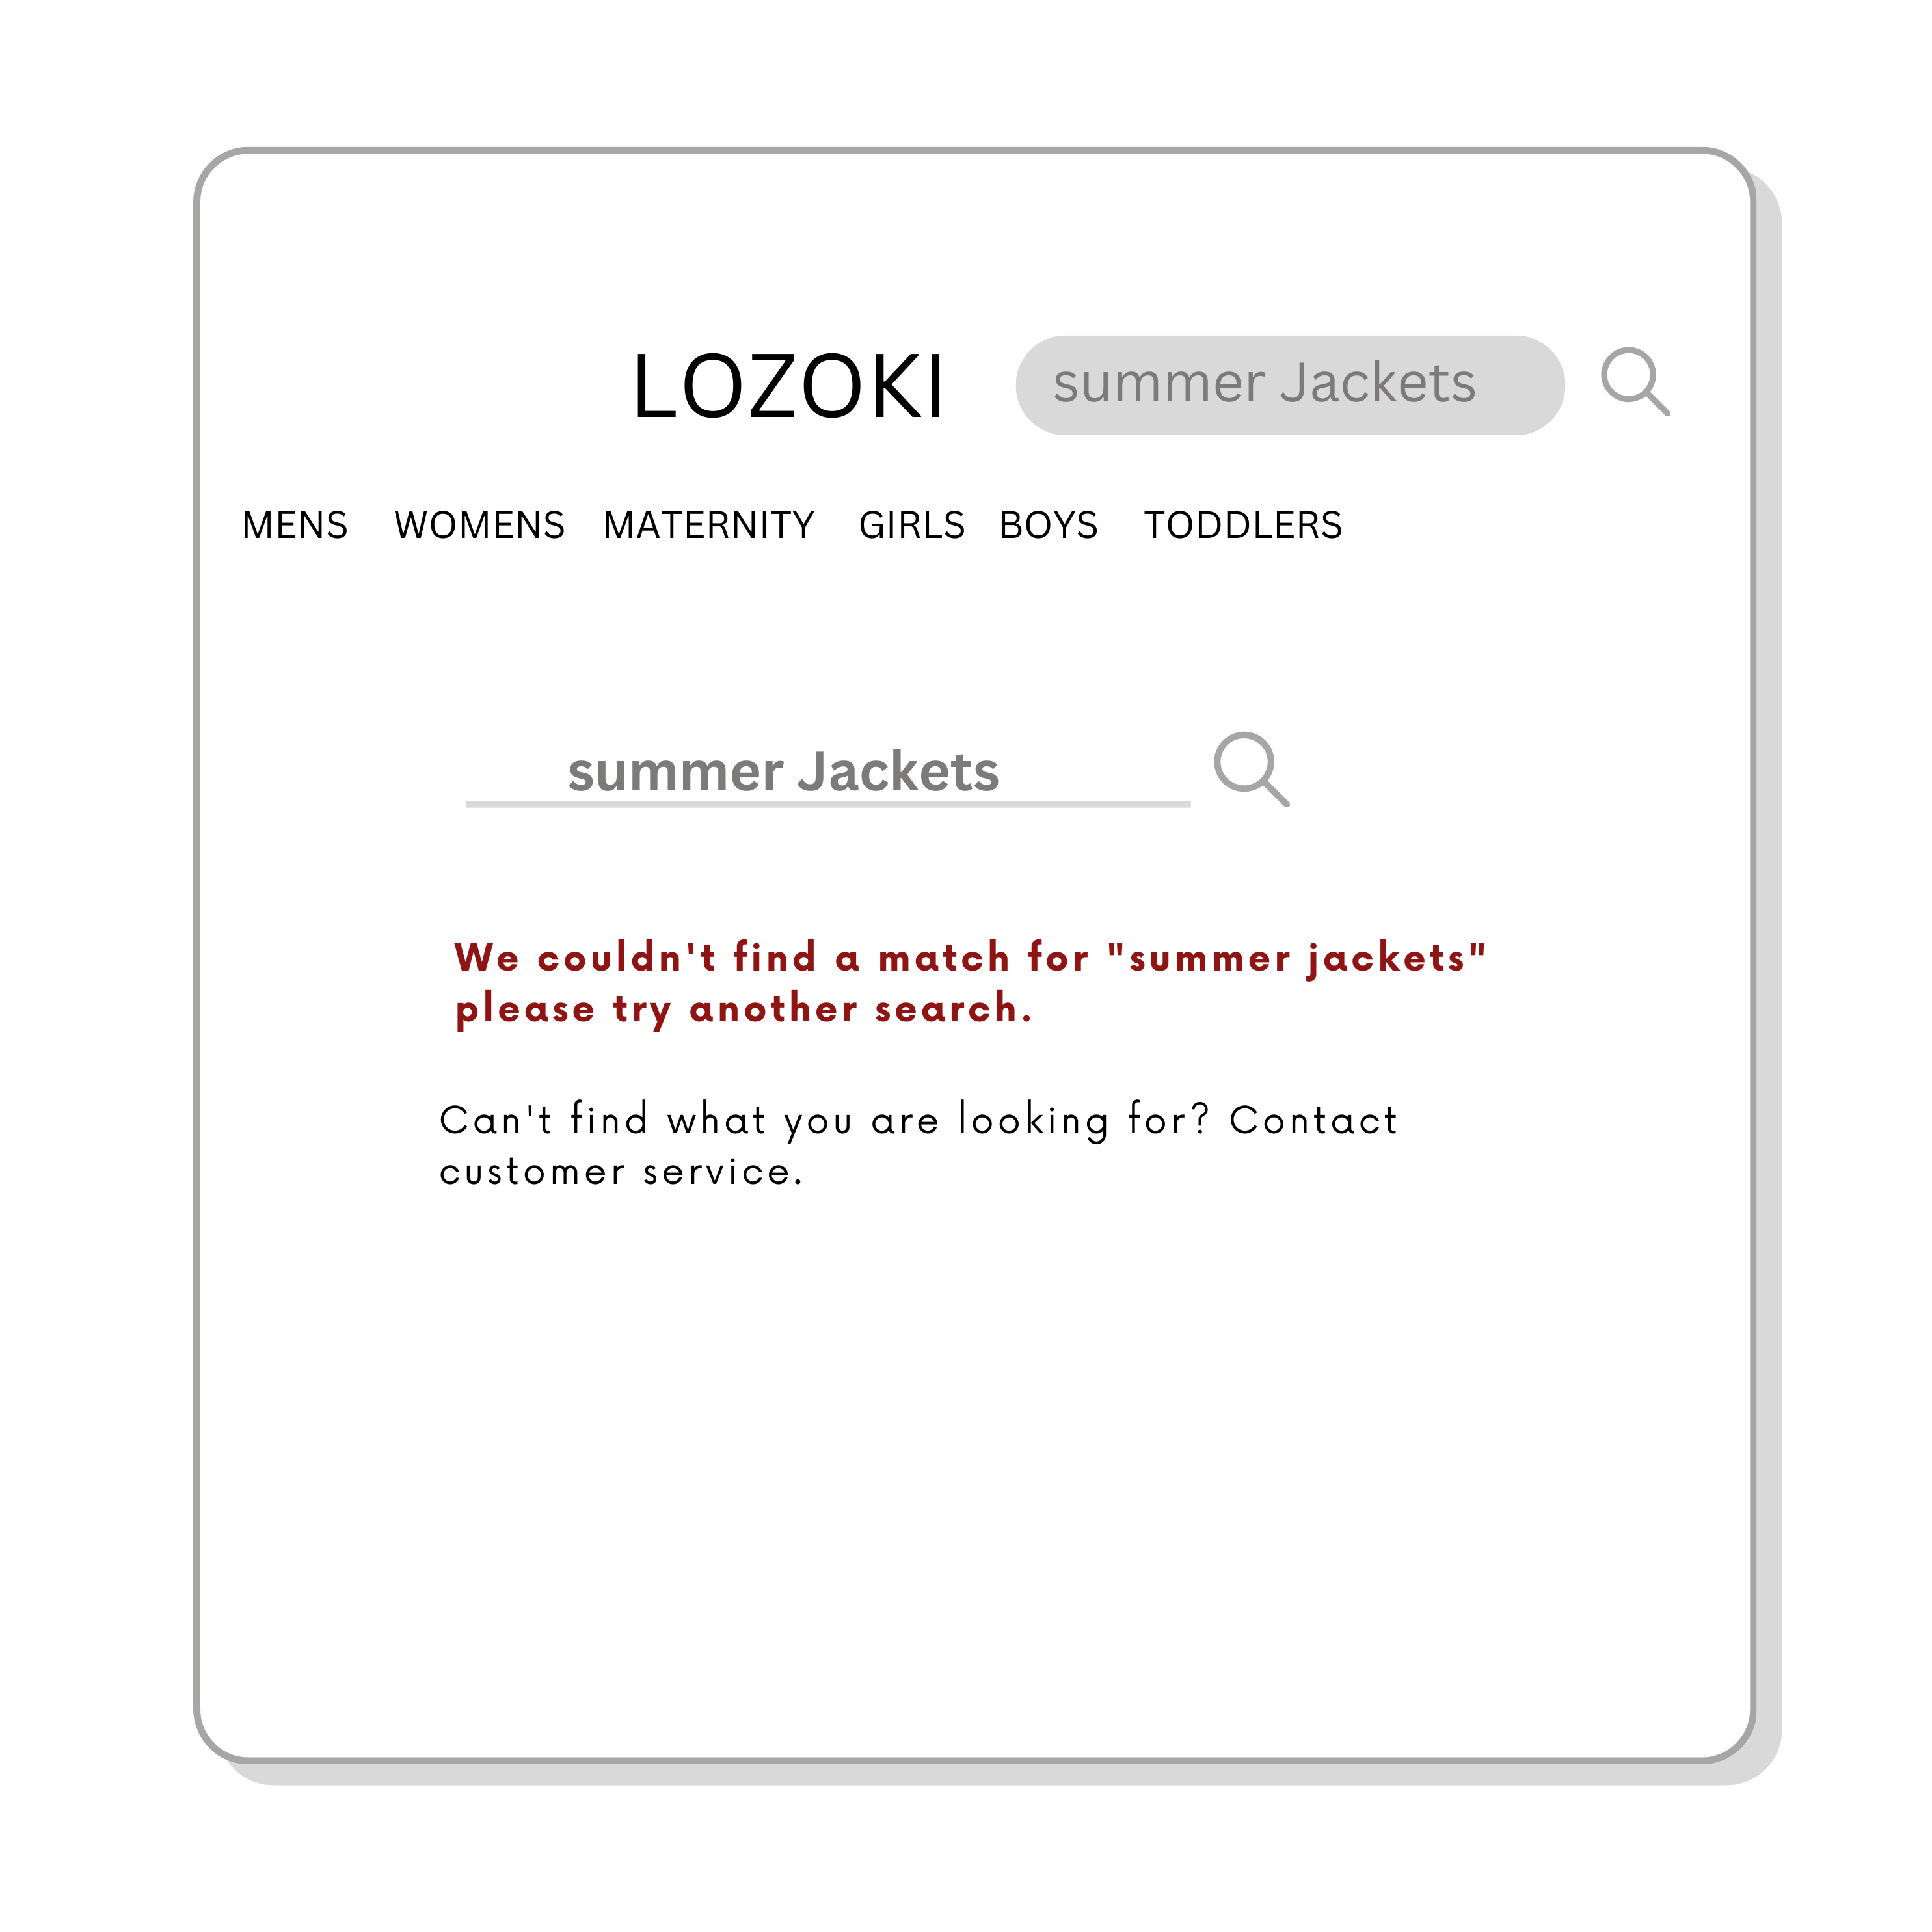 LOZOKI
summer Jackets
MENS WOMENS MATERNITY GIRLS BOYS TODDLERS
summer Jackets
We couldn't find a match for "summer jackets"
please try another search.
Can't find what you are looking for? Contact
customer service.